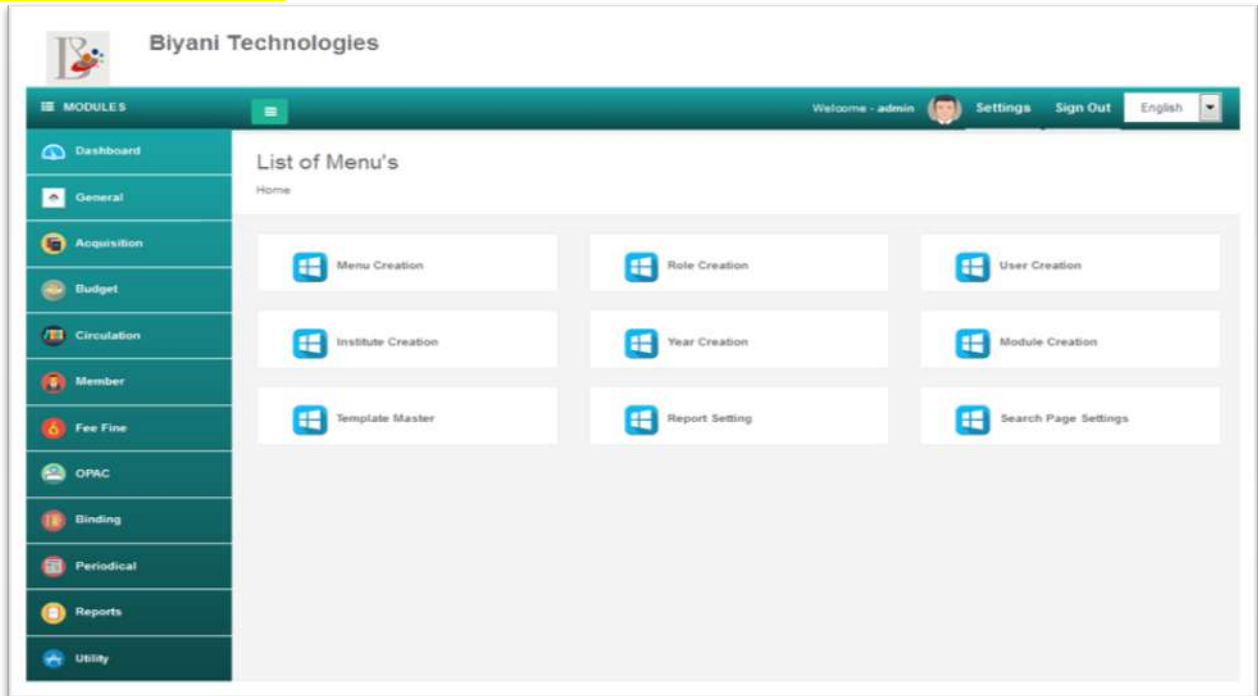 Biyani Technologies
MODULES
Welcome - admin Settings Sign Out English
Dashboard
General
Acquisition
Budget
Circulation
Member
Fee Fine
OPAC
Binding
Periodical
Reports
Utility
List of Menu's
Home
Menu Creation Role Creation User Creation
Institute Creation Year Creation Module Creation
Template Master Report Setting Search Page Settings